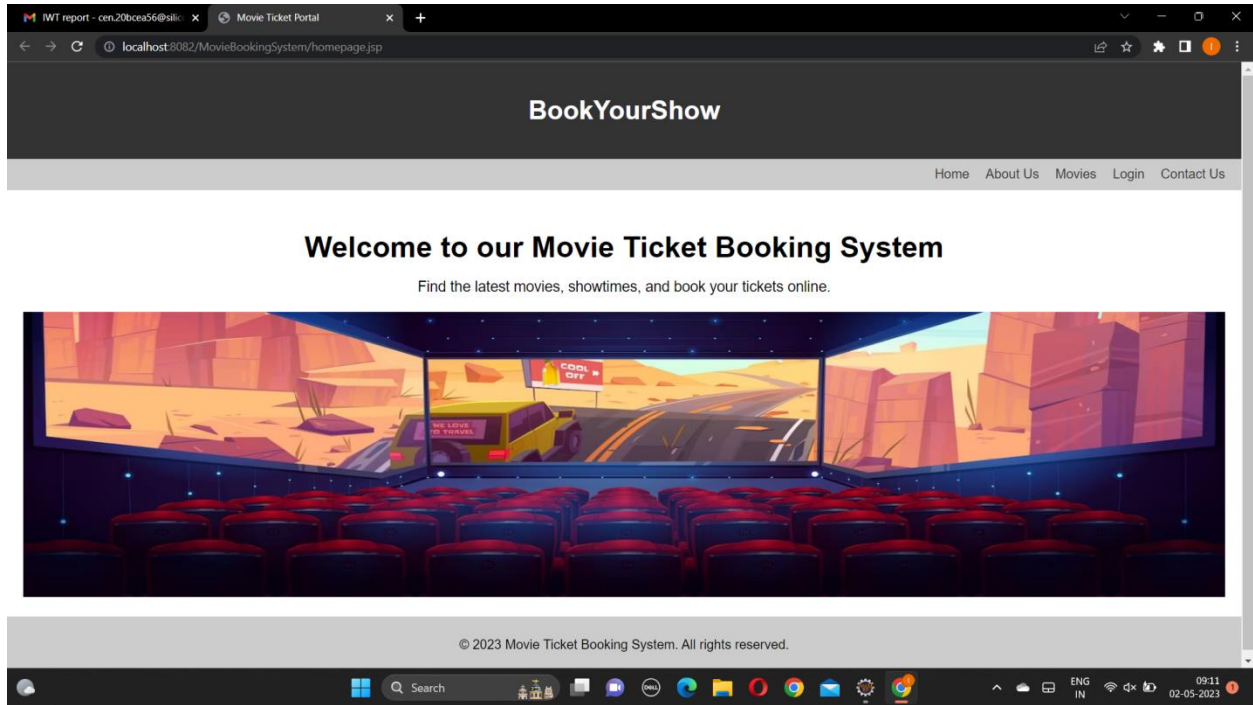 IWT report - cen.20bcea56@silic
Movie Ticket Portal
localhost:8082/MovieBookingSystem/homepage.jsp
BookYourShow
Home About Us Movies Login Contact Us
Welcome to our Movie Ticket Booking System
Find the latest movies, showtimes, and book your tickets online.
COOL
OFF
WE LOVE
TO TORVEL
© 2023 Movie Ticket Booking System. All rights reserved.
Search
DELL
ENG
IN
09:11
02-05-2023
1